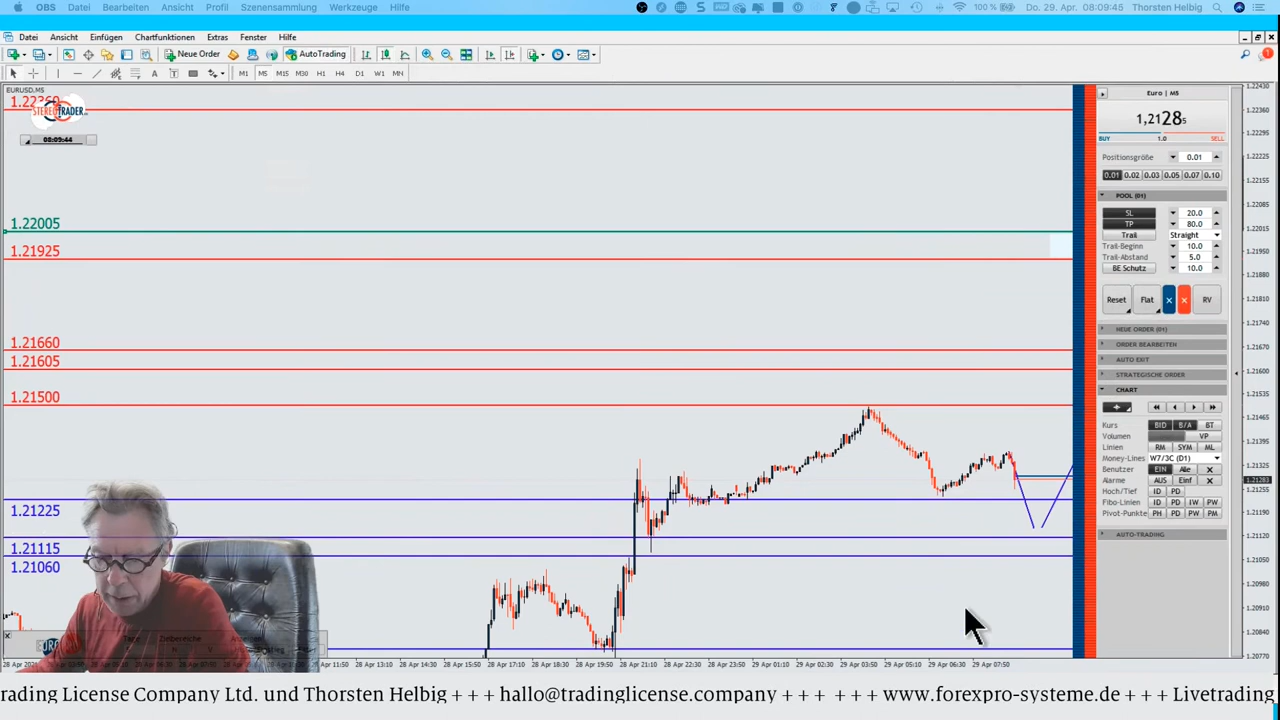 OBS Datei Bearbeiten Ansicht Profil Szenensammlung Werkzeuge Hilfe 100 % Do. 29. Apr. 08:09:45 Thorsten Helbig
Datei Ansicht Einfügen Chartfunktionen Extras Fenster Hilfe
Neue Order AutoTrading
M1 M5 M15 M30 H1 H4 D1 W1 MN
EURUSD,M5
1.22360
STEREOTRADER
08:09:44
1.22005
1.21925
1.21660
1.21605
1.21500
1.21225
1.21115
1.21060
Euro | M5
1,21285
BUY 1.0 SELL
Positionsgröße 0.01
0.01 0.02 0.03 0.05 0.07 0.10
POOL (01)
SL 20.0
TP 80.0
Trail Straight
Trail-Beginn 10.0
Trail-Abstand 5.0
BE Schutz 10.0
Reset Flat × × RV
NEUE ORDER (01)
ORDER BEARBEITEN
AUTO EXIT
STRATEGISCHE ORDER
CHART
Kurs BID B/A BT
Volumen VP
Linien RM SYM ML
Money-Lines W7/3C (D1)
Benutzer EIN Alle
Alarme AUS Einf
Hoch/Tief ID PD
Fibo-Linien ID PD IW PW
Pivot-Punkte PH PD PW PM
AUTO-TRADING
1.22430
1.22360
1.22295
1.22225
1.22155
1.22085
1.22015
1.21950
1.21880
1.21810
1.21740
1.21670
1.21600
1.21535
1.21465
1.21395
1.21325
1.21283
1.21255
1.21190
1.21120
1.21050
1.20980
1.20910
1.20840
1.20770
28 Apr 11:50 28 Apr 13:10 28 Apr 14:30 28 Apr 15:50 28 Apr 17:10 28 Apr 18:30 28 Apr 19:50 28 Apr 21:10 28 Apr 22:30 28 Apr 23:50 29 Apr 01:10 29 Apr 02:30 29 Apr 03:50 29 Apr 05:10 29 Apr 06:30 29 Apr 07:50
rading License Company Ltd. und Thorsten Helbig + + + hallo@tradinglicense.company + + + + + + www.forexpro-systeme.de + + + Livetrading